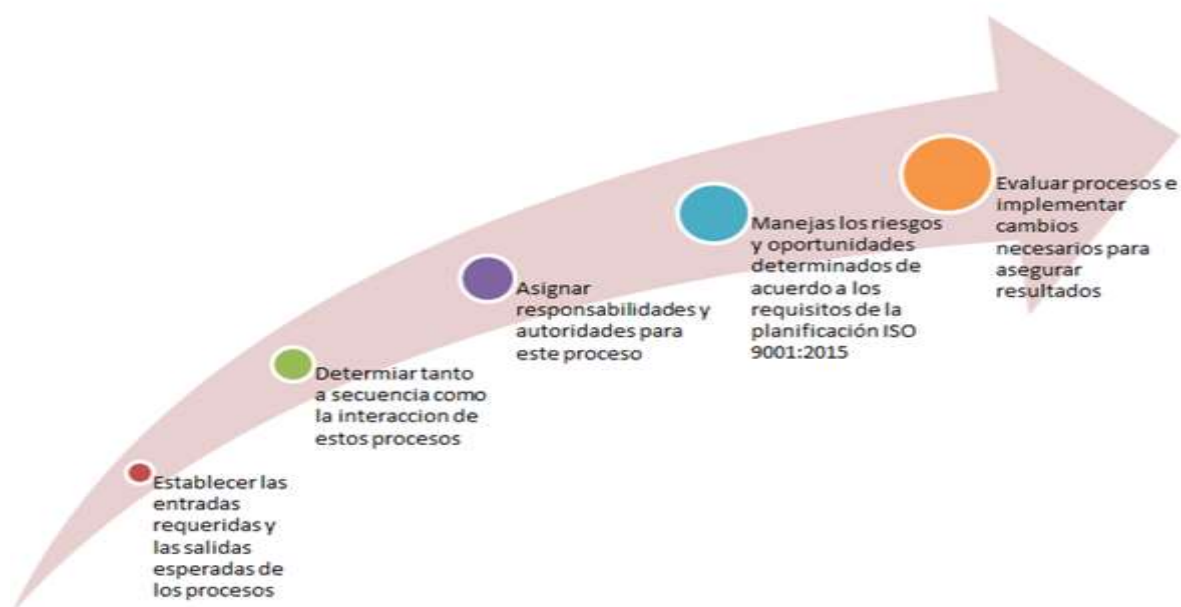 Establecer las
entradas
requeridas y
las salidas
esperadas de
los procesos
Determiar tanto
a secuencia como
la interaccion de
estos procesos
Asignar
responsabilidades y
autoridades para
este proceso
Manejas los riesgos
y oportunidades
determinados de
acuerdo a los
requisitos de la
planificación ISO
9001:2015
Evaluar procesos e
implementar
cambios
necesarios para
asegurar
resultados